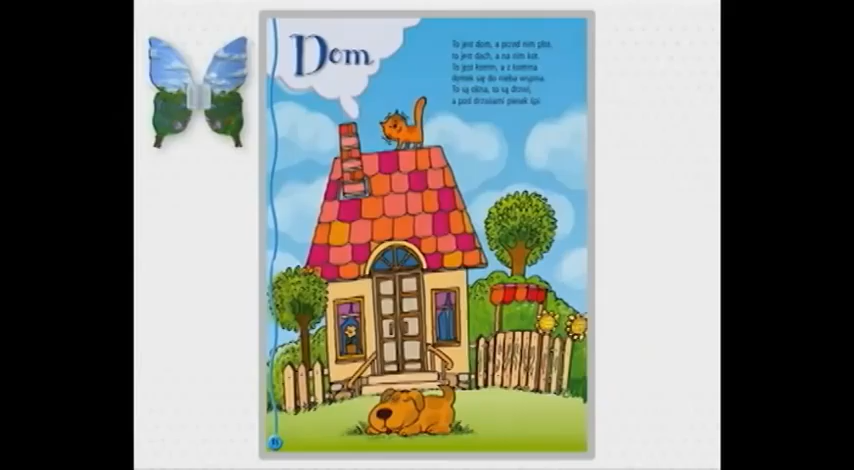 Dom
To jest dom, a przed nim płot,
to jest dach, a na nim kot.
To jest komin, a z komina
dymek się do nieba wspina.
To są okna, to są drzwi,
a pod drzwiami piesek śpi.